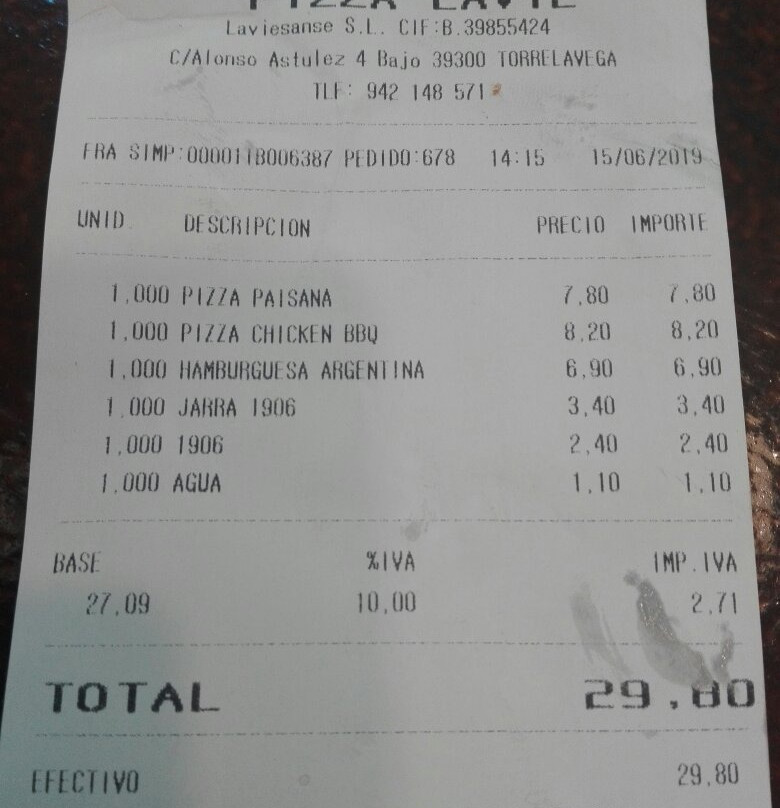 PIZZA LAVIE
Laviesanse S.L. CIF:B.39855424
C/Alonso Astulez 4 Bajo 39300 TORRELAVEGA
TLF: 942 148 571
FRA SIMP:000011B006387 PEDIDO:678 14:15 15/06/2019
UNID. DESCRIPCION PRECIO IMPORTE
1,000 PIZZA PAISANA 7,80 7,80
1,000 PIZZA CHICKEN BBQ 8,20 8,20
1,000 HAMBURGUESA ARGENTINA 6,90 6,90
1,000 JARRA 1906 3,40 3,40
1,000 1906 2,40 2,40
1,000 AGUA 1,10 1,10
BASE %IVA IMP.IVA
27,09 10,00 2,71
TOTAL 29,80
EFECTIVO 29,80